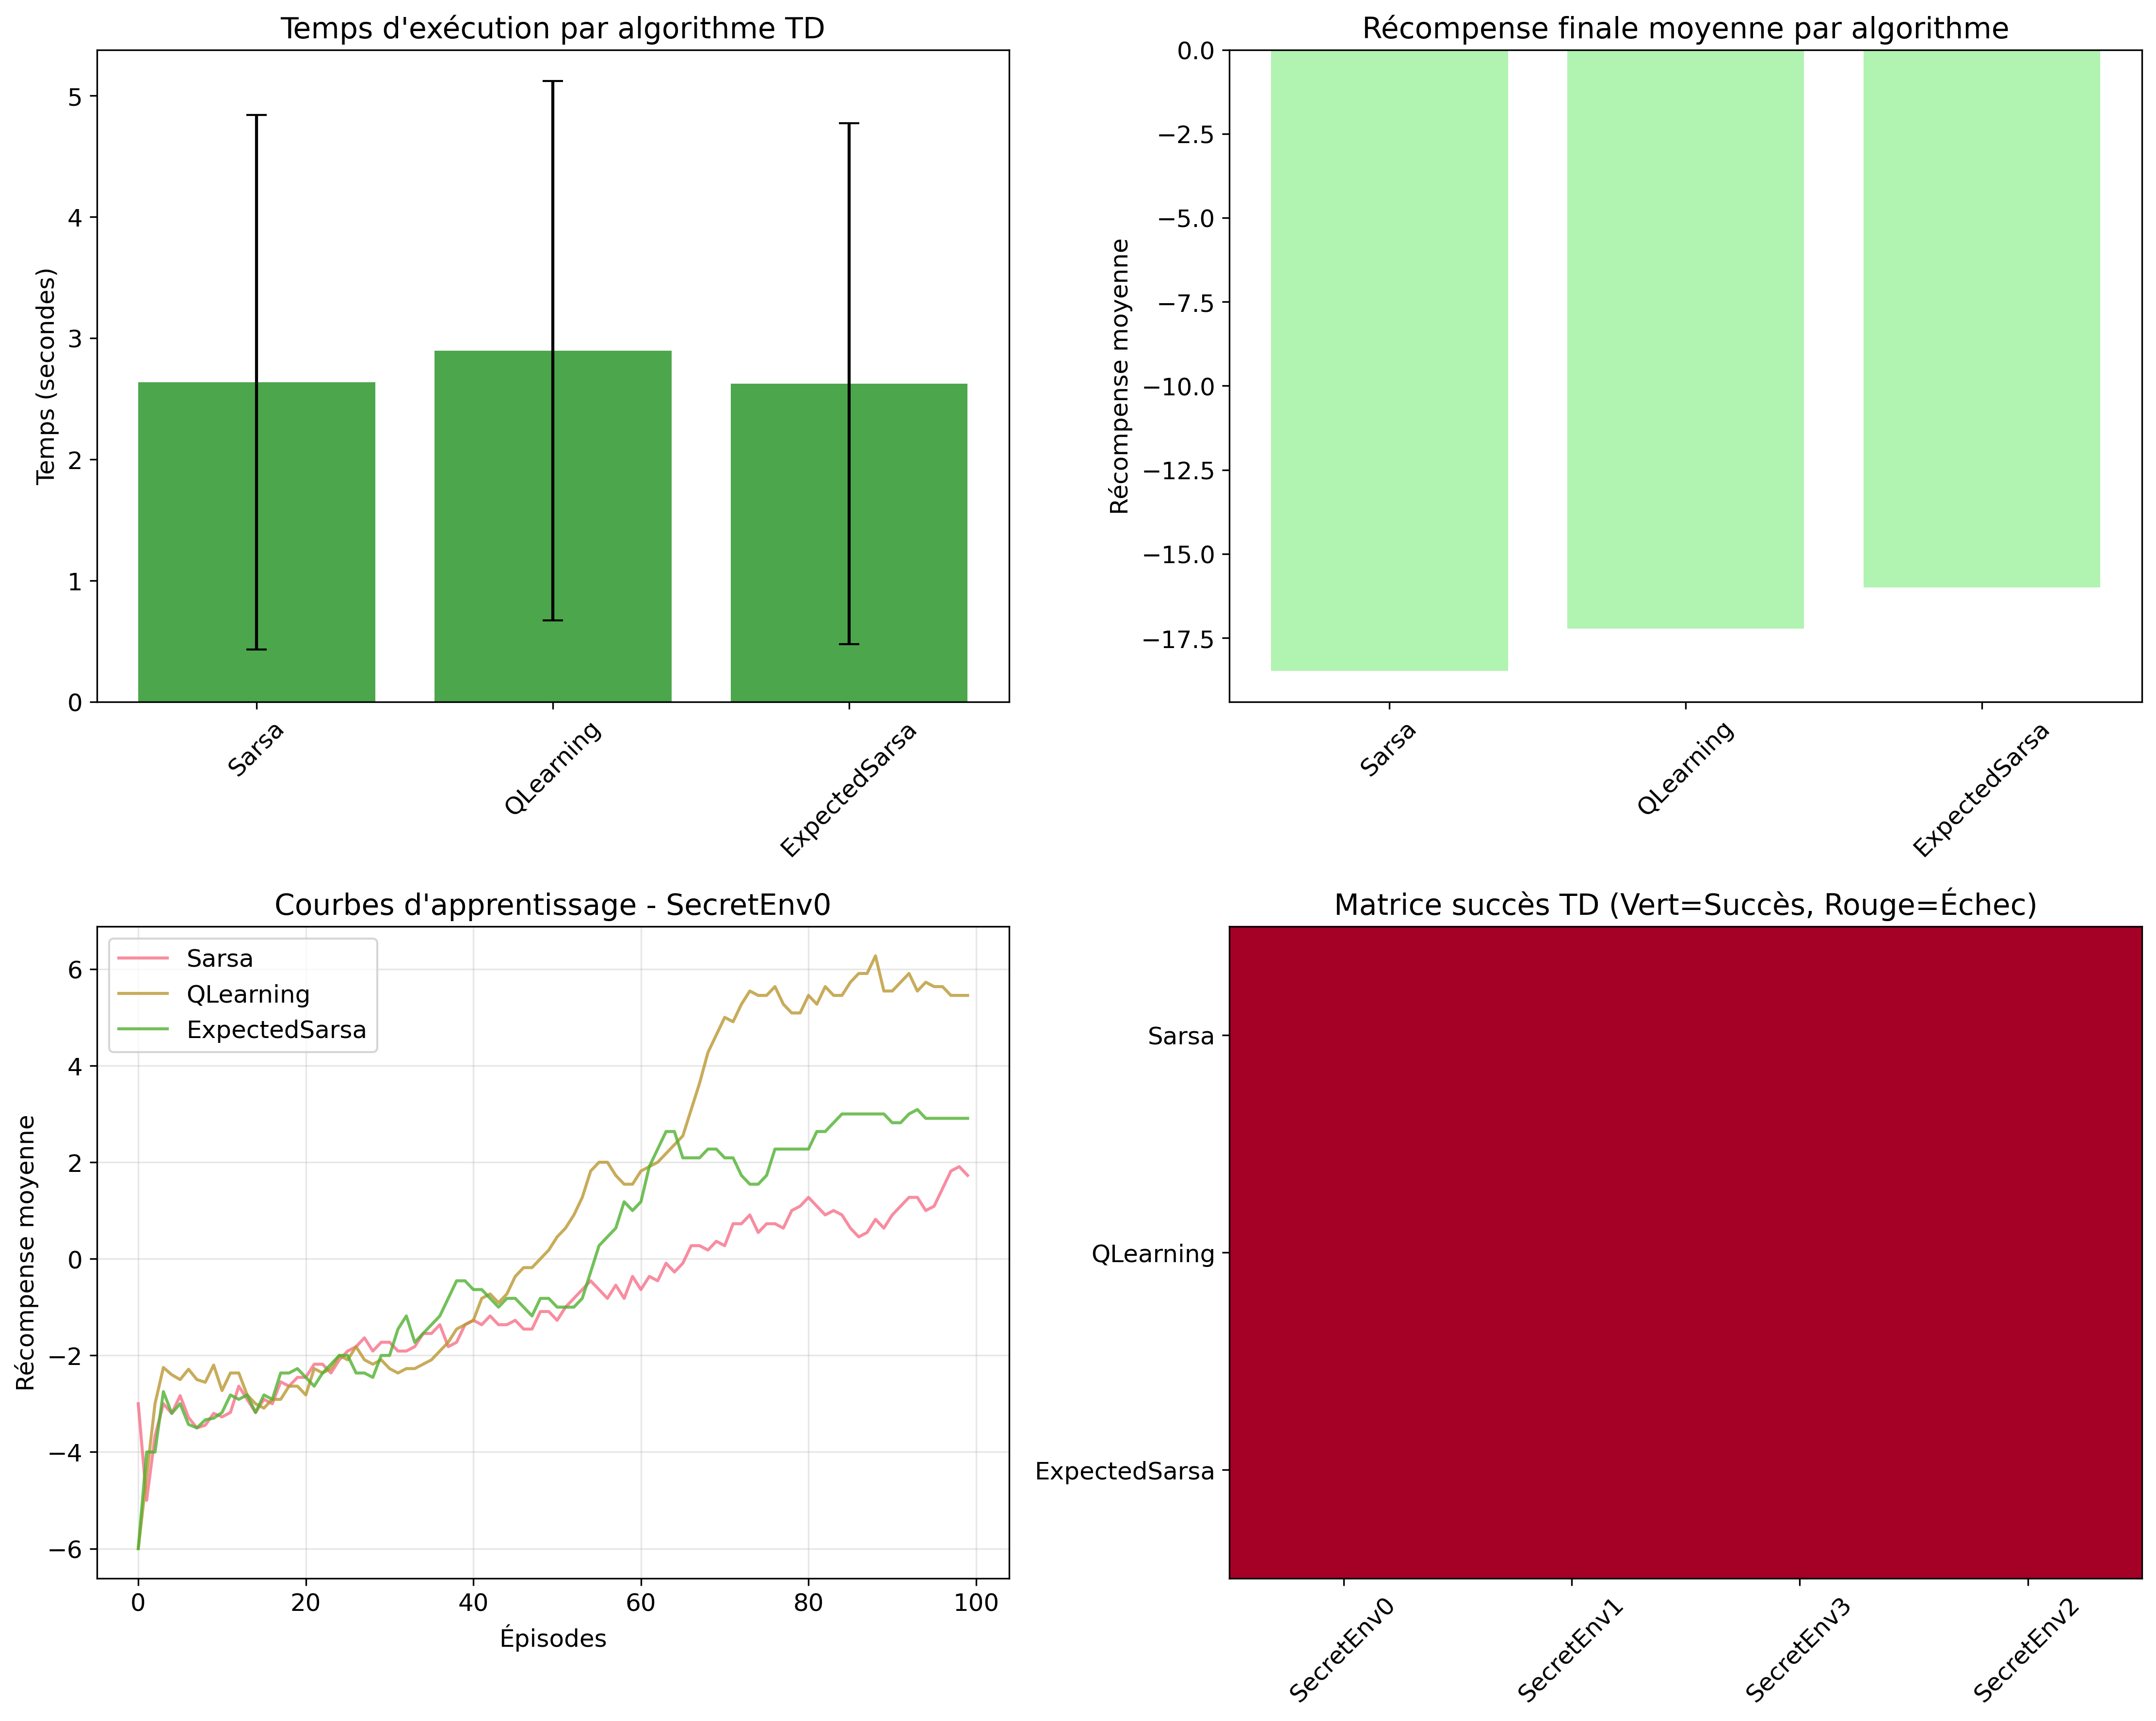 Temps d'exécution par algorithme TD
Temps (secondes)
5
4
3
2
1
0
Sarsa
QLearning
ExpectedSarsa
Récompense finale moyenne par algorithme
Récompense moyenne
0.0
−2.5
−5.0
−7.5
−10.0
−12.5
−15.0
−17.5
Sarsa
QLearning
ExpectedSarsa
Courbes d'apprentissage - SecretEnv0
Sarsa
QLearning
ExpectedSarsa
Récompense moyenne
6
4
2
0
−2
−4
−6
0 20 40 60 80 100
Épisodes
Matrice succès TD (Vert=Succès, Rouge=Échec)
Sarsa
QLearning
ExpectedSarsa
SecretEnv0
SecretEnv1
SecretEnv3
SecretEnv2